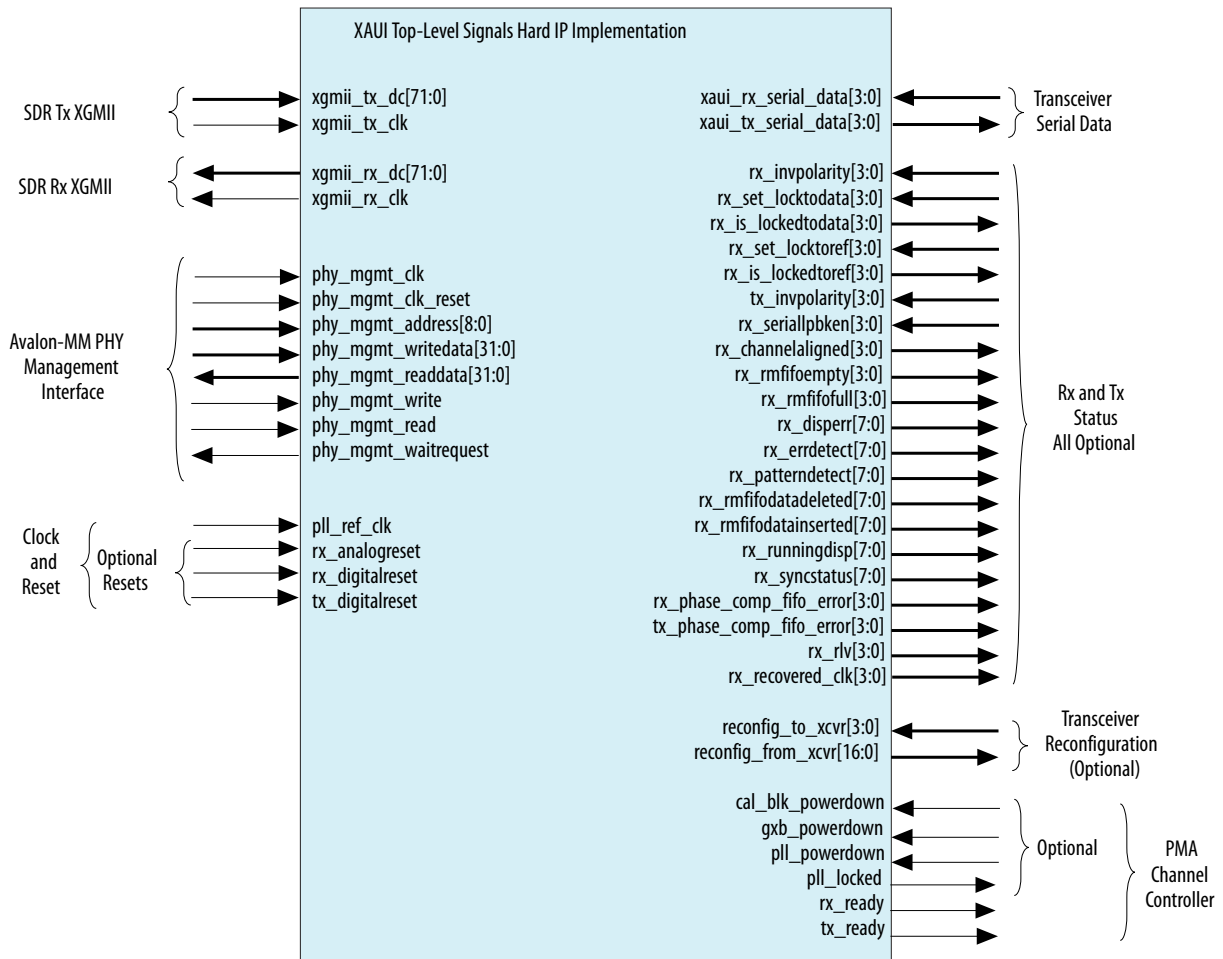 XAUI Top-Level Signals Hard IP Implementation
SDR Tx XGMII
xgmii_tx_dc[71:0]
xgmii_tx_clk
SDR Rx XGMII
xgmii_rx_dc[71:0]
xgmii_rx_clk
Avalon-MM PHY
Management
Interface
phy_mgmt_clk
phy_mgmt_clk_reset
phy_mgmt_address[8:0]
phy_mgmt_writedata[31:0]
phy_mgmt_readdata[31:0]
phy_mgmt_write
phy_mgmt_read
phy_mgmt_waitrequest
Clock
and
Reset
Optional
Resets
pll_ref_clk
rx_analogreset
rx_digitalreset
tx_digitalreset
xaui_rx_serial_data[3:0]
xaui_tx_serial_data[3:0]
Transceiver
Serial Data
rx_invpolarity[3:0]
rx_set_locktodata[3:0]
rx_is_lockedtodata[3:0]
rx_set_locktoref[3:0]
rx_is_lockedtoref[3:0]
tx_invpolarity[3:0]
rx_seriallpbken[3:0]
rx_channelaligned[3:0]
rx_rmfifoempty[3:0]
rx_rmfifofull[3:0]
rx_disperr[7:0]
rx_errdetect[7:0]
rx_patterndetect[7:0]
rx_rmfifodatadeleted[7:0]
rx_rmfifodatainserted[7:0]
rx_runningdisp[7:0]
rx_syncstatus[7:0]
rx_phase_comp_fifo_error[3:0]
tx_phase_comp_fifo_error[3:0]
rx_rlv[3:0]
rx_recovered_clk[3:0]
Rx and Tx
Status
All Optional
reconfig_to_xcvr[3:0]
reconfig_from_xcvr[16:0]
Transceiver
Reconfiguration
(Optional)
cal_blk_powerdown
gxb_powerdown
pll_powerdown
pll_locked
rx_ready
tx_ready
Optional
PMA
Channel
Controller